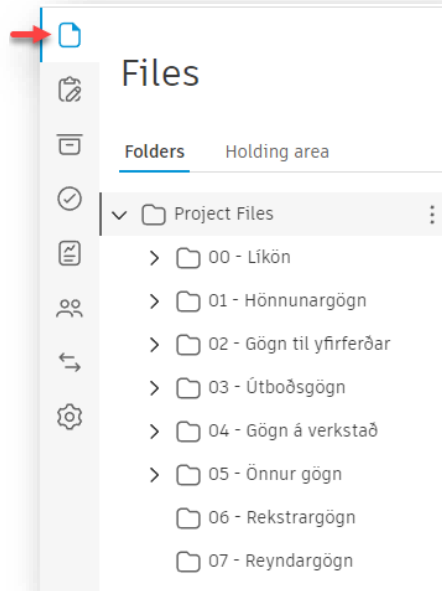 Files
Folders Holding area
Project Files
00 - Líkön
01 - Hönnunargögn
02 - Gögn til yfirferðar
03 - Útboðsgögn
04 - Gögn á verkstað
05 - Önnur gögn
06 - Rekstrargögn
07 - Reyndargögn